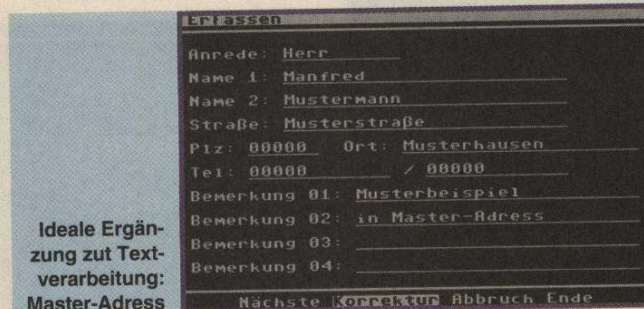 Erfassen
Anrede: Herr
Name 1: Manfred
Name 2: Mustermann
Straße: Musterstraße
Plz: 00000 Ort: Musterhausen
Tel: 00000 / 00000
Bemerkung 01: Musterbeispiel
Bemerkung 02: in Master-Adress
Bemerkung 03:
Bemerkung 04:
Nächste Korrektur Abbruch Ende
Ideale Ergän-
zung zut Text-
verarbeitung:
Master-Adress